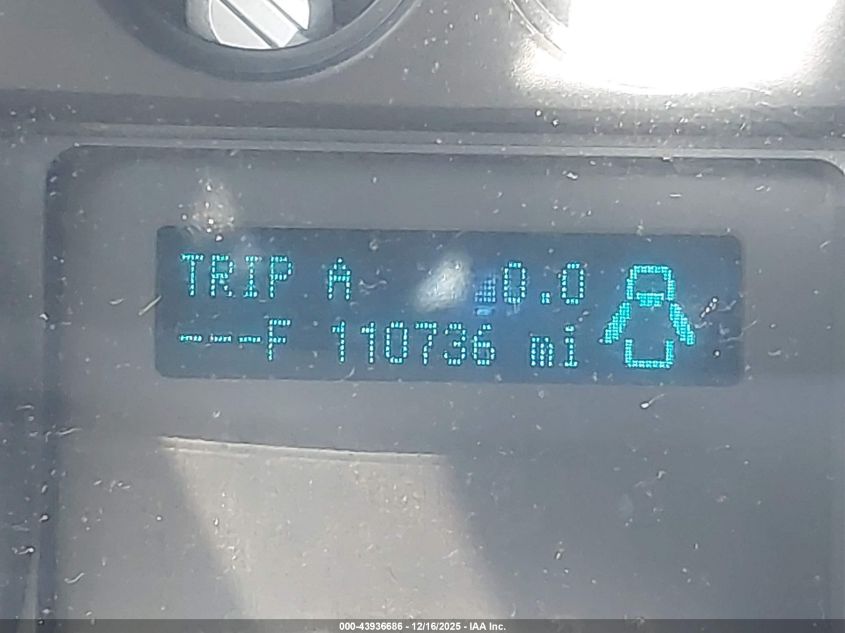 TRIP A 0.0
---F 110736 mi
000-43936686 - 12/16/2025 - IAA Inc.